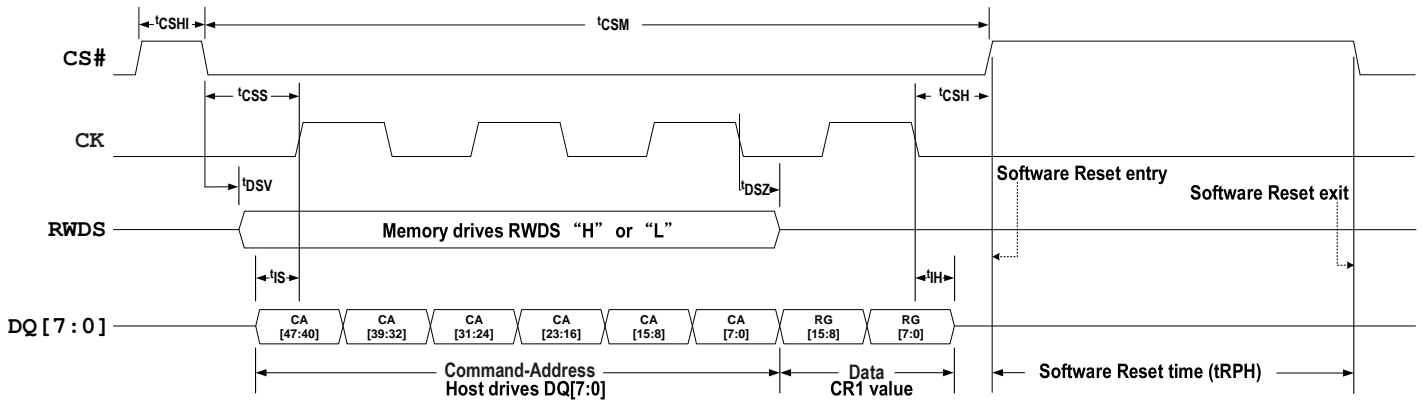 tCSHI
tCSM
CS#
tCSS
tCSH
CK
tDSV
tDSZ
Software Reset entry
Software Reset exit
RWDS
Memory drives RWDS “H” or “L”
tIS
tIH
DQ[7:0]
CA [47:40]
CA [39:32]
CA [31:24]
CA [23:16]
CA [15:8]
CA [7:0]
RG [15:8]
RG [7:0]
Command-Address
Host drives DQ[7:0]
Data
CR1 value
Software Reset time (tRPH)